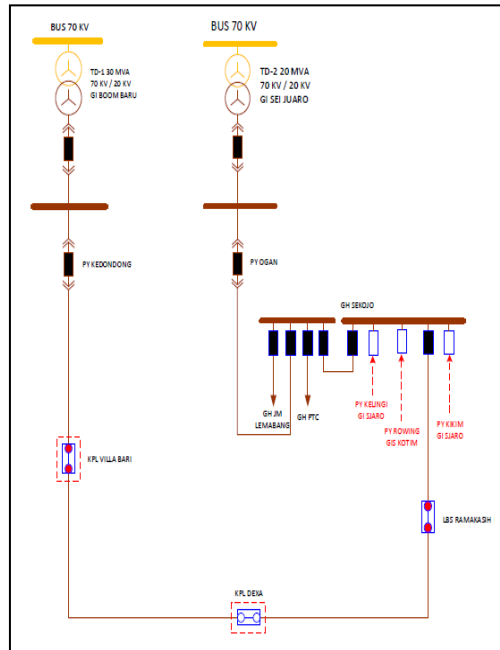 BUS 70 KV
BUS 70 KV
TD-1 30 MVA
70 KV / 20 KV
GI BOOM BARU
TD-2 20 MVA
70 KV / 20 KV
GI SEI JUARO
PY KEDONDONG
PY OGAN
GH SEKOJO
GH JM
LEMABANG
GH PTC
PY KELINGI
GI SJARO
PY ROWING
GIS KOTIM
PY KIKIM
GI SJARO
KPL VILLA BARI
LBS RAMAKASIH
KPL DEXA